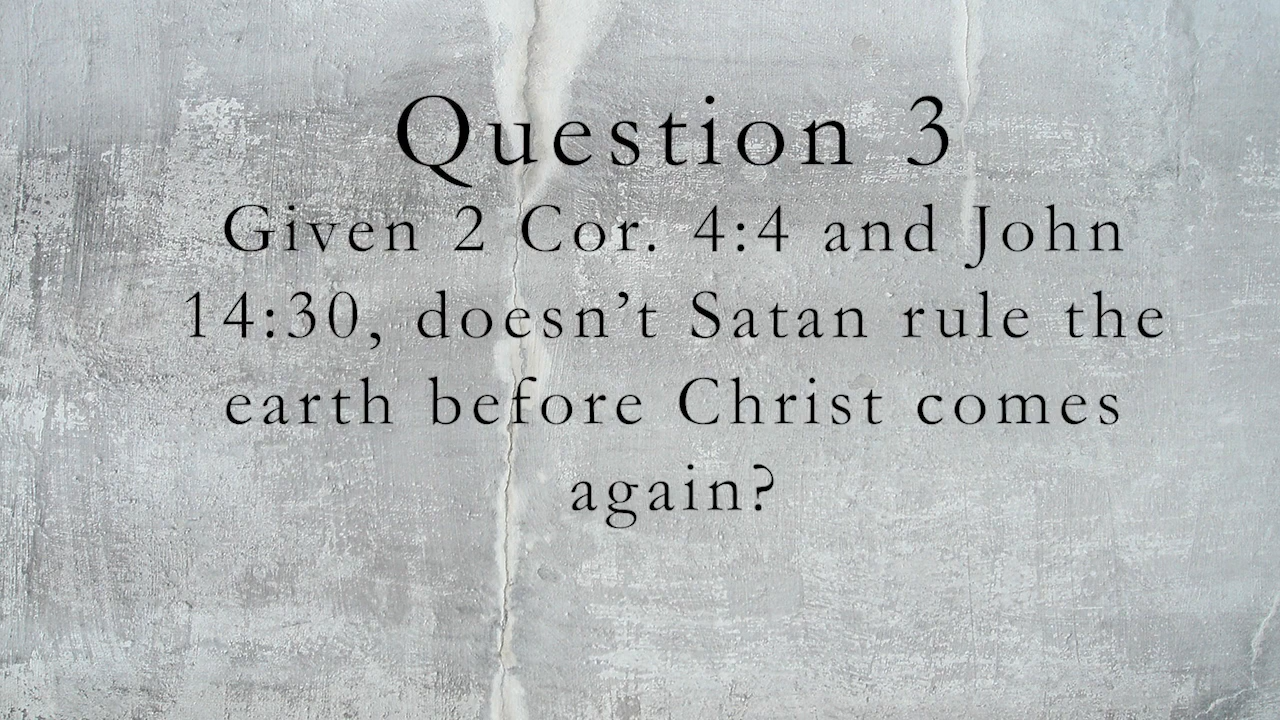 Question 3
Given 2 Cor. 4:4 and John
14:30, doesn’t Satan rule the
earth before Christ comes
again?